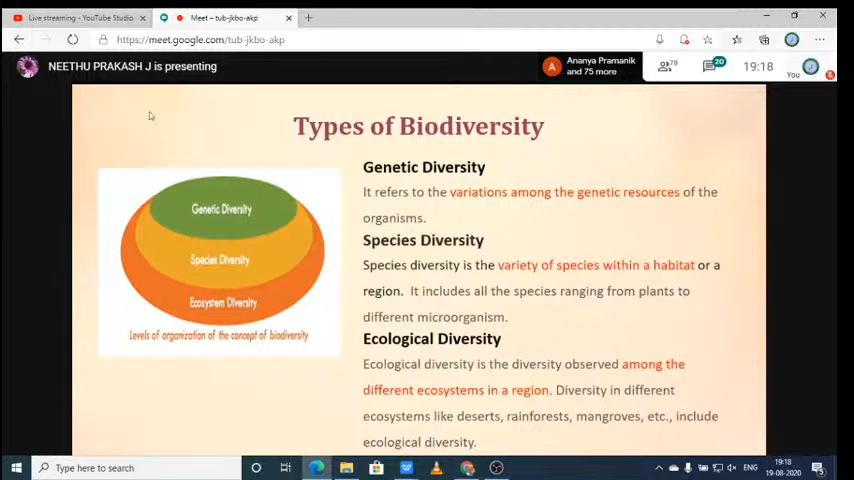 Live streaming - YouTube Studio
Meet – tub-jkbo-akp
https://meet.google.com/tub-jkbo-akp
NEETHU PRAKASH J is presenting
A
Ananya Pramanik
and 75 more
78
20
19:18
You
Types of Biodiversity
Genetic Diversity
Species Diversity
Ecosystem Diversity
Levels of organization of the concept of biodiversity
Genetic Diversity
It refers to the variations among the genetic resources of the
organisms.
Species Diversity
Species diversity is the variety of species within a habitat or a
region. It includes all the species ranging from plants to
different microorganism.
Ecological Diversity
Ecological diversity is the diversity observed among the
different ecosystems in a region. Diversity in different
ecosystems like deserts, rainforests, mangroves, etc., include
ecological diversity.
Type here to search
ENG
19:18
19-08-2020